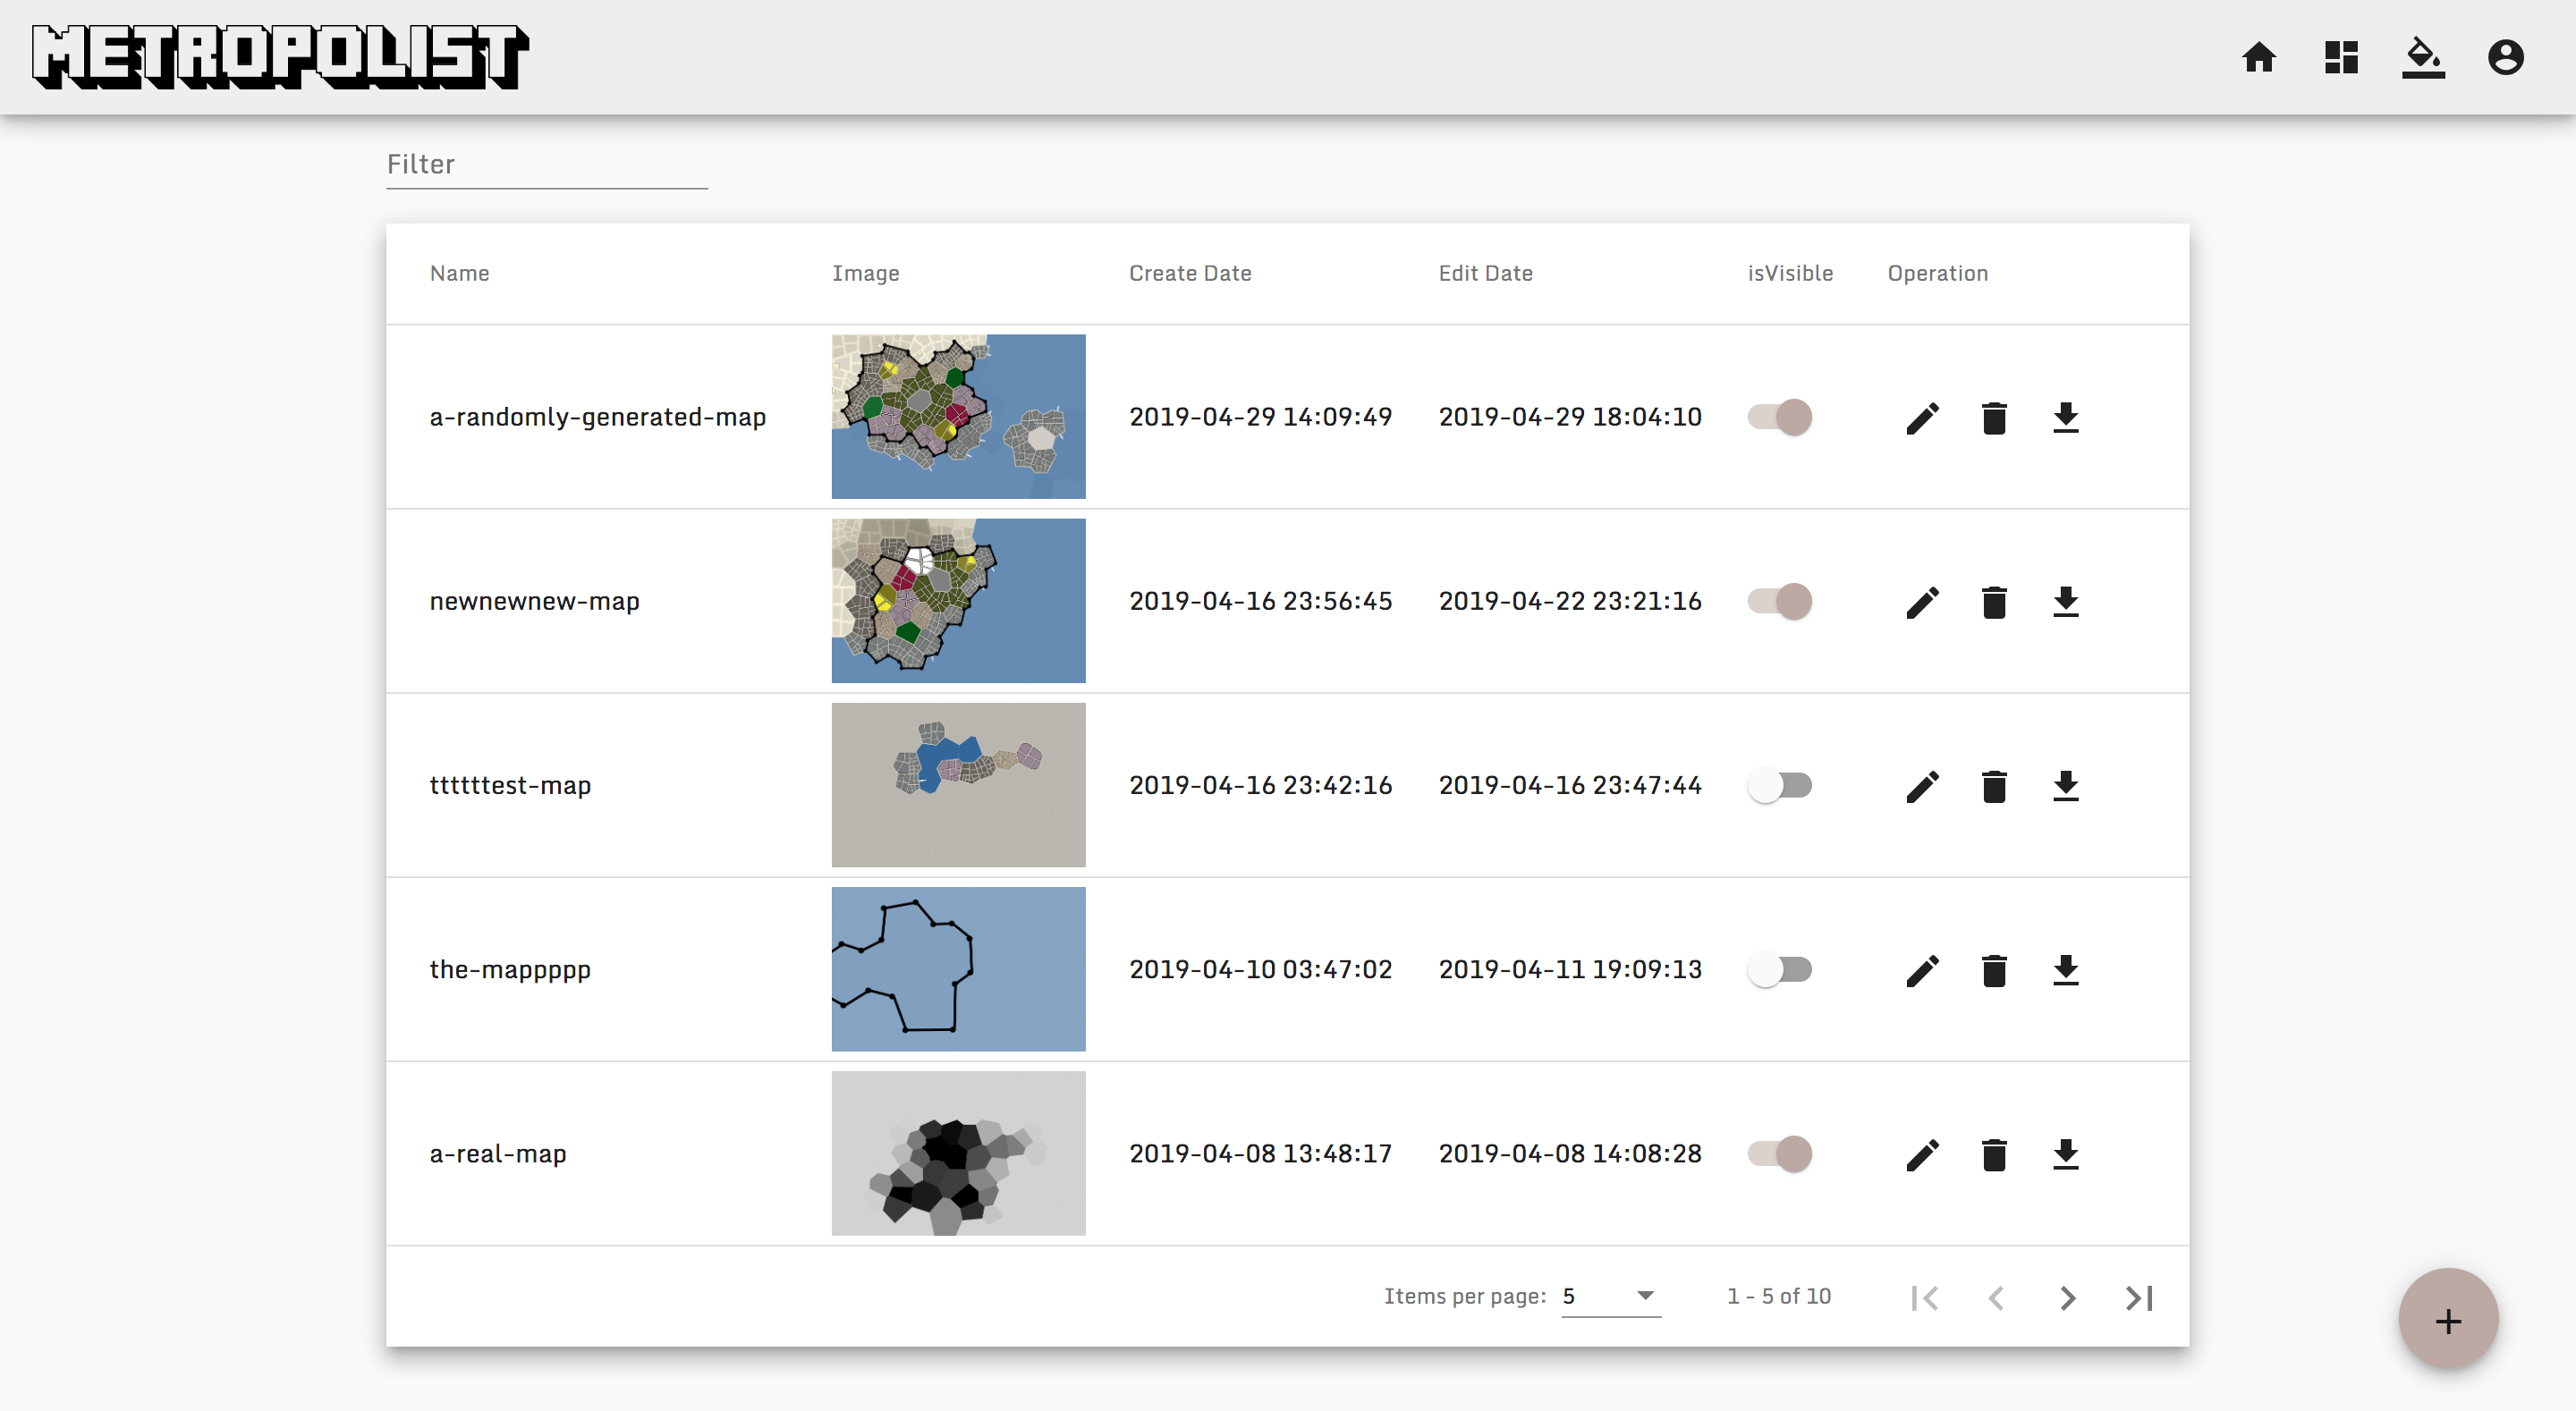 METROPOLIST
Filter
Name Image Create Date Edit Date isVisible Operation
a-randomly-generated-map 2019-04-29 14:09:49 2019-04-29 18:04:10
newnewnew-map 2019-04-16 23:56:45 2019-04-22 23:21:16
ttttttest-map 2019-04-16 23:42:16 2019-04-16 23:47:44
the-mappppp 2019-04-10 03:47:02 2019-04-11 19:09:13
a-real-map 2019-04-08 13:48:17 2019-04-08 14:08:28
Items per page: 5 1 - 5 of 10